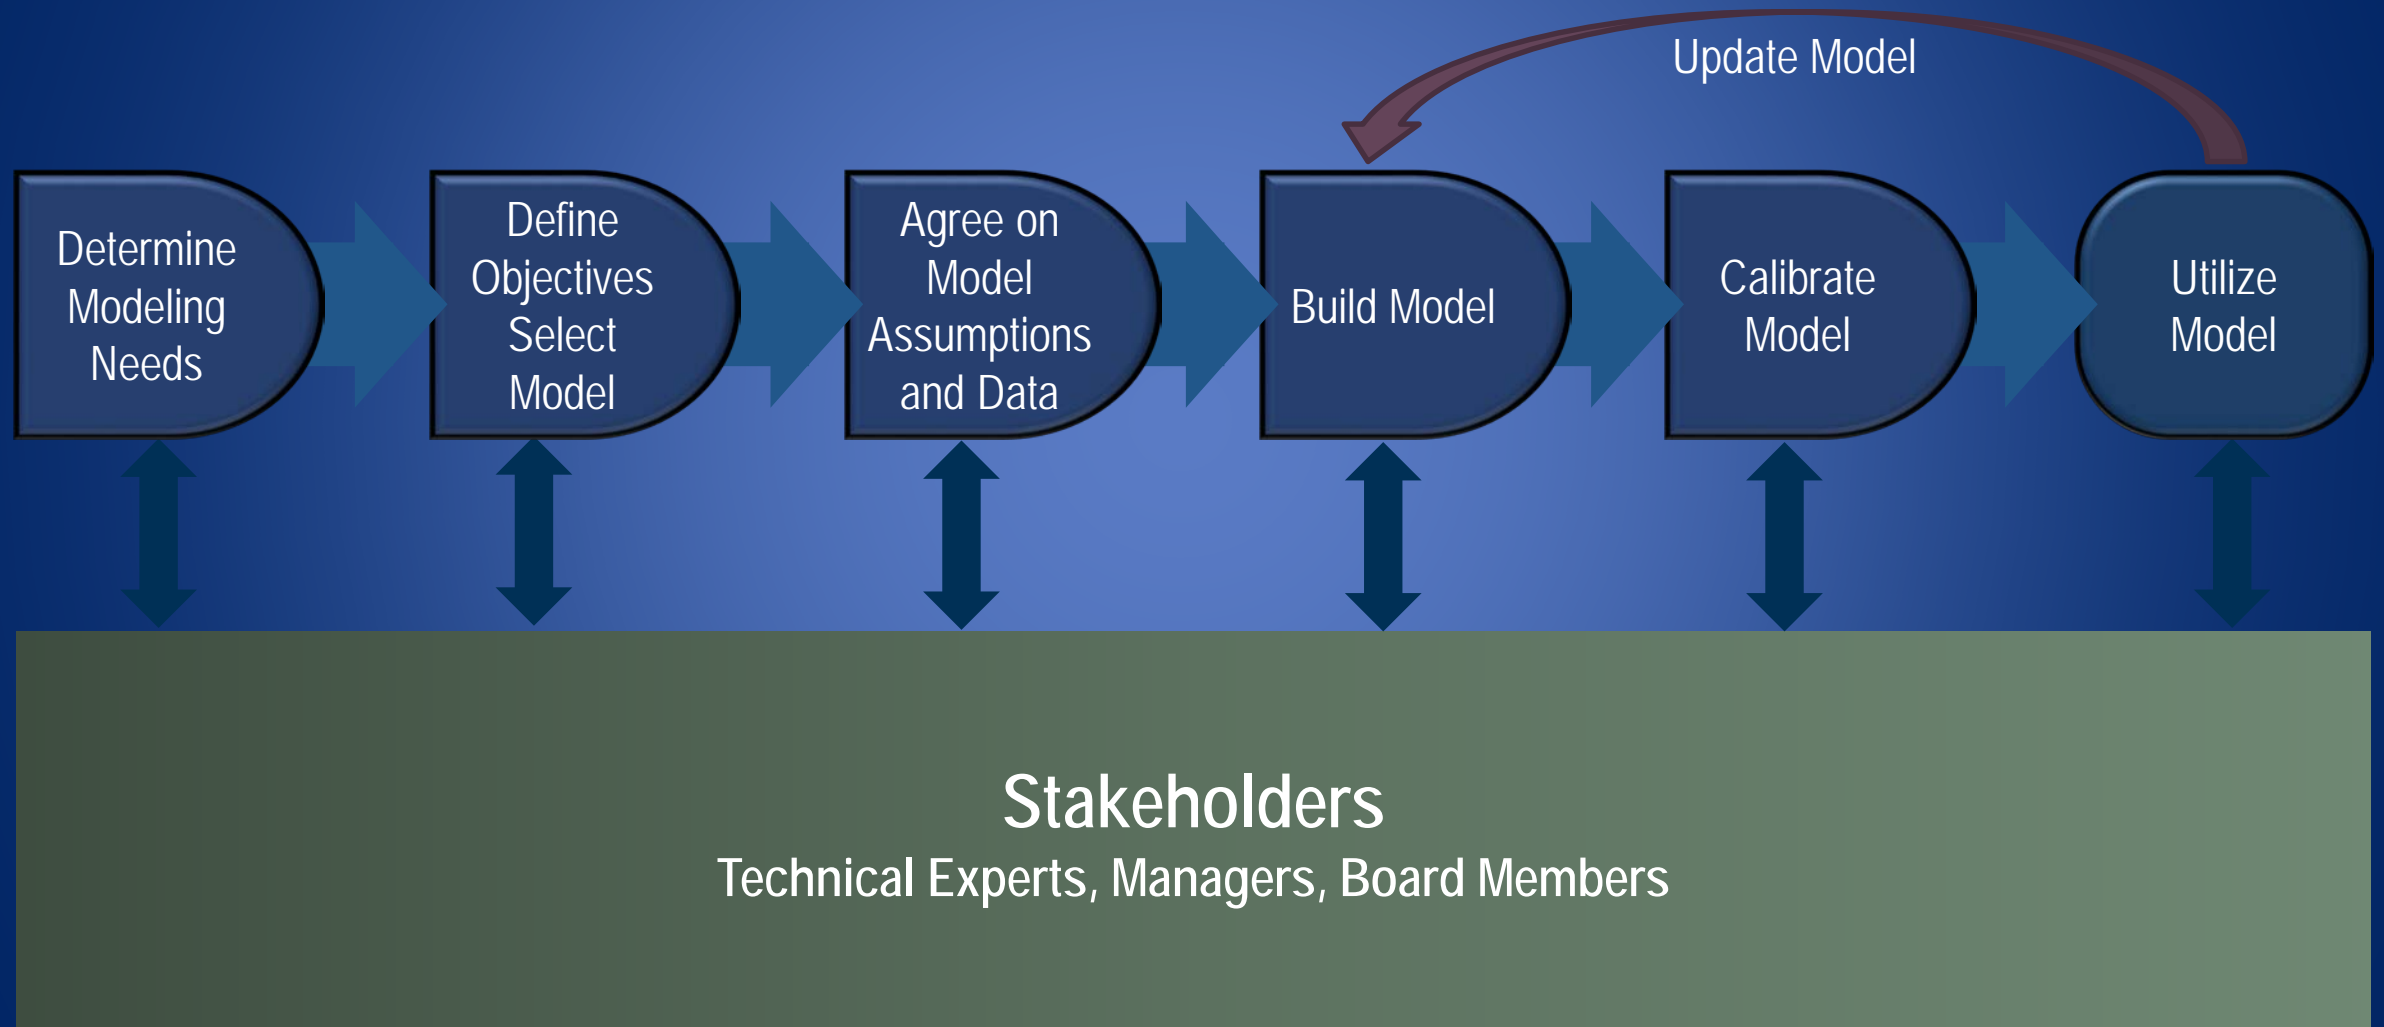 Update Model
Determine
Modeling
Needs
Define
Objectives
Select
Model
Agree on
Model
Assumptions
and Data
Build Model
Calibrate
Model
Utilize
Model
Stakeholders
Technical Experts, Managers, Board Members